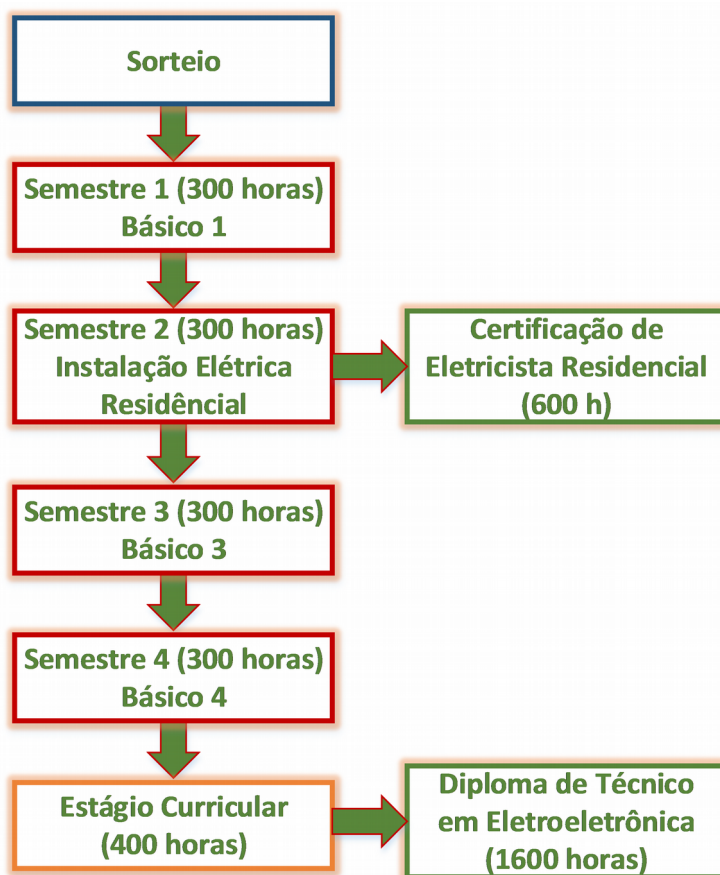 Sorteio
Semestre 1 (300 horas)
Básico 1
Semestre 2 (300 horas)
Instalação Elétrica
Residêncial
Certificação de
Eletricista Residencial
(600 h)
Semestre 3 (300 horas)
Básico 3
Semestre 4 (300 horas)
Básico 4
Estágio Curricular
(400 horas)
Diploma de Técnico
em Eletroeletrônica
(1600 horas)